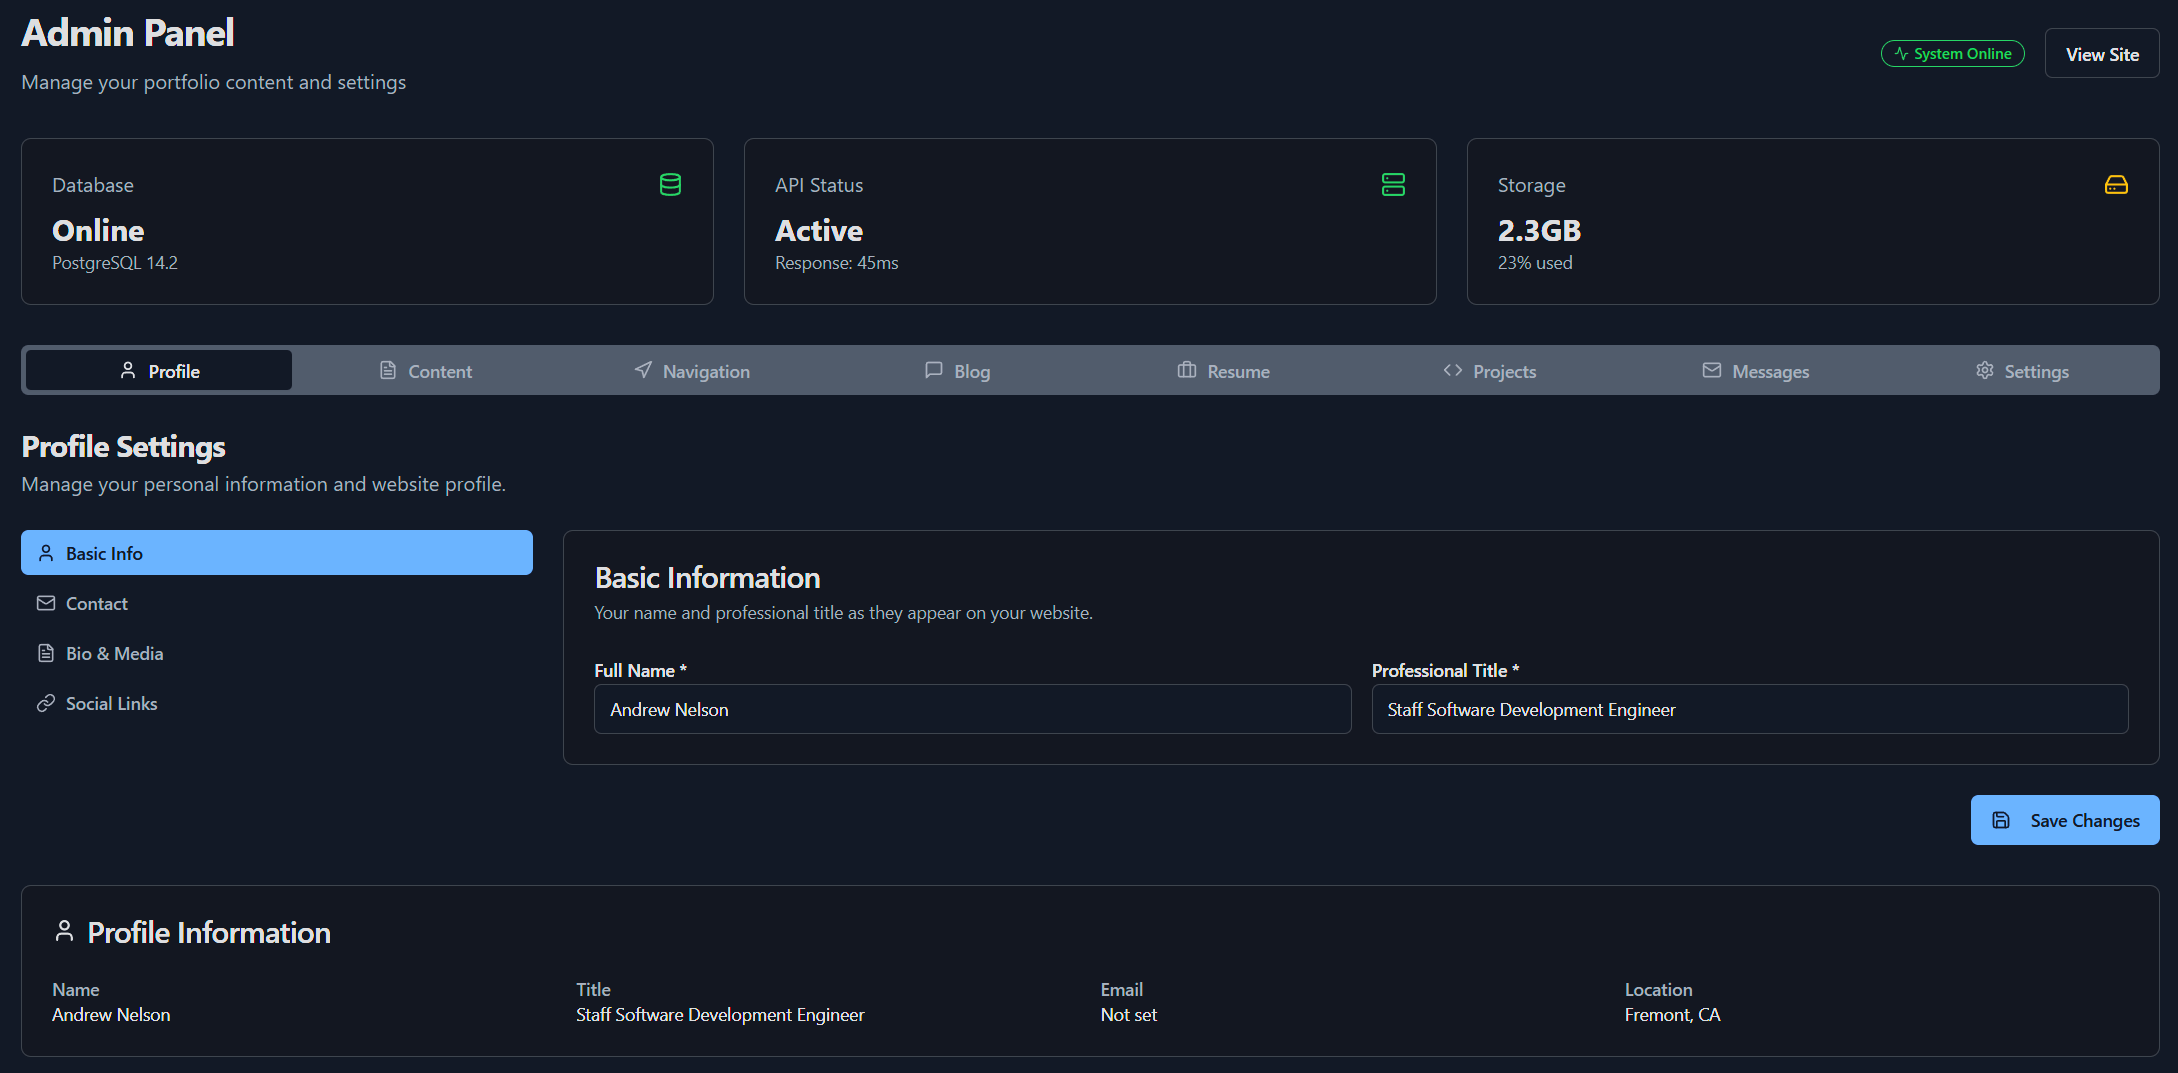 Admin Panel
Manage your portfolio content and settings
System Online
View Site
Database
Online
PostgreSQL 14.2
API Status
Active
Response: 45ms
Storage
2.3GB
23% used
Profile
Content
Navigation
Blog
Resume
Projects
Messages
Settings
Profile Settings
Manage your personal information and website profile.
Basic Info
Contact
Bio & Media
Social Links
Basic Information
Your name and professional title as they appear on your website.
Full Name *
Andrew Nelson
Professional Title *
Staff Software Development Engineer
Save Changes
Profile Information
Name
Andrew Nelson
Title
Staff Software Development Engineer
Email
Not set
Location
Fremont, CA